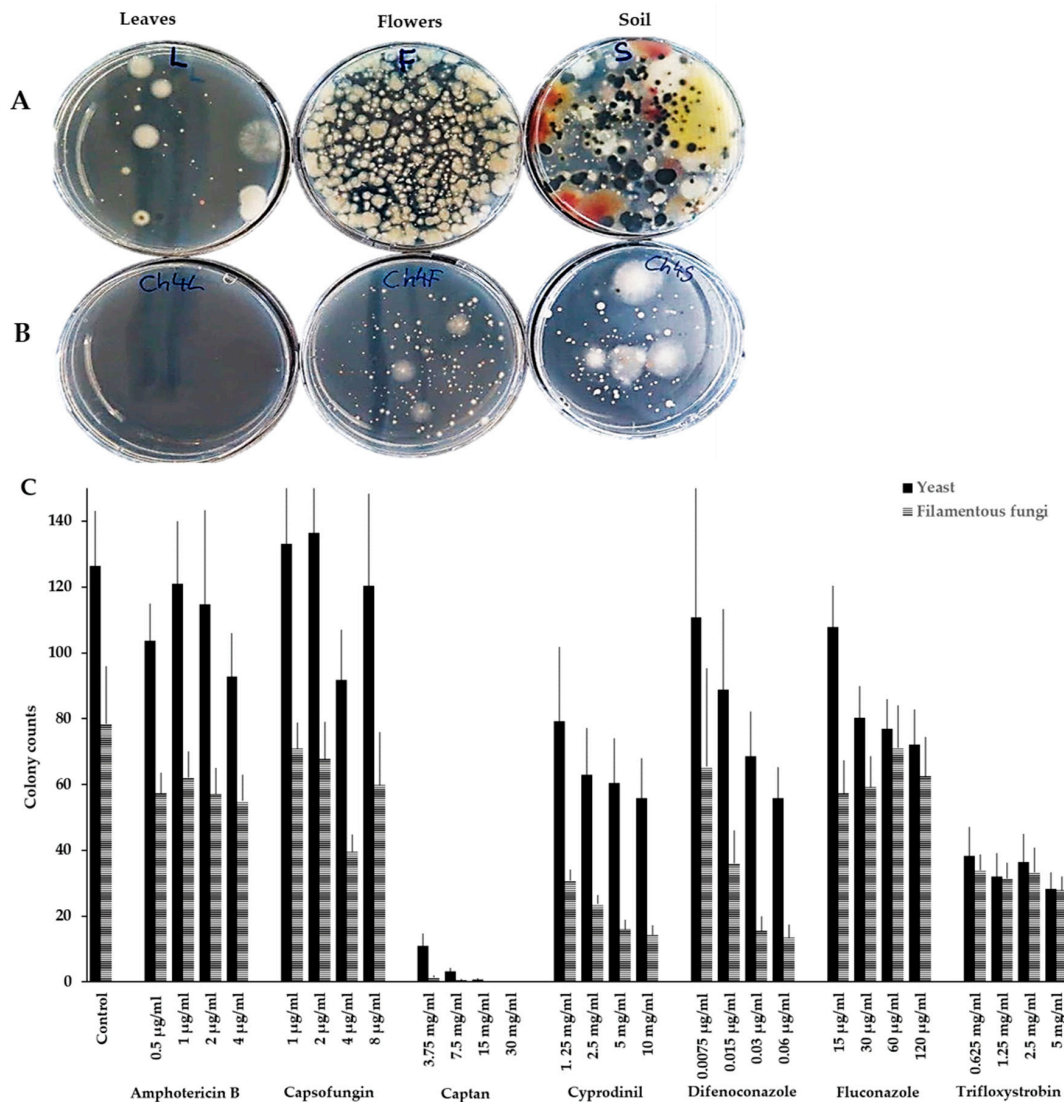 Leaves Flowers Soil
A
L F S
L
B
Ch4L Ch4F Ch4S
C
Yeast
Filamentous fungi
Colony counts
140
120
100
80
60
40
20
0
Control
0.5 µg/ml
1 µg/ml
2 µg/ml
4 µg/ml
1 µg/ml
2 µg/ml
4 µg/ml
8 µg/ml
3.75 mg/ml
7.5 mg/ml
15 mg/ml
30 mg/ml
1. 25 mg/ml
2.5 mg/ml
5 mg/ml
10 mg/ml
0.0075 µg/ml
0.015 µg/ml
0.03 µg/ml
0.06 µg/ml
15 µg/ml
30 µg/ml
60 µg/ml
120 µg/ml
0.625 mg/ml
1.25 mg/ml
2.5 mg/ml
5 mg/ml
Amphotericin B Capsofungin Captan Cyprodinil Difenoconazole Fluconazole Trifloxystrobin